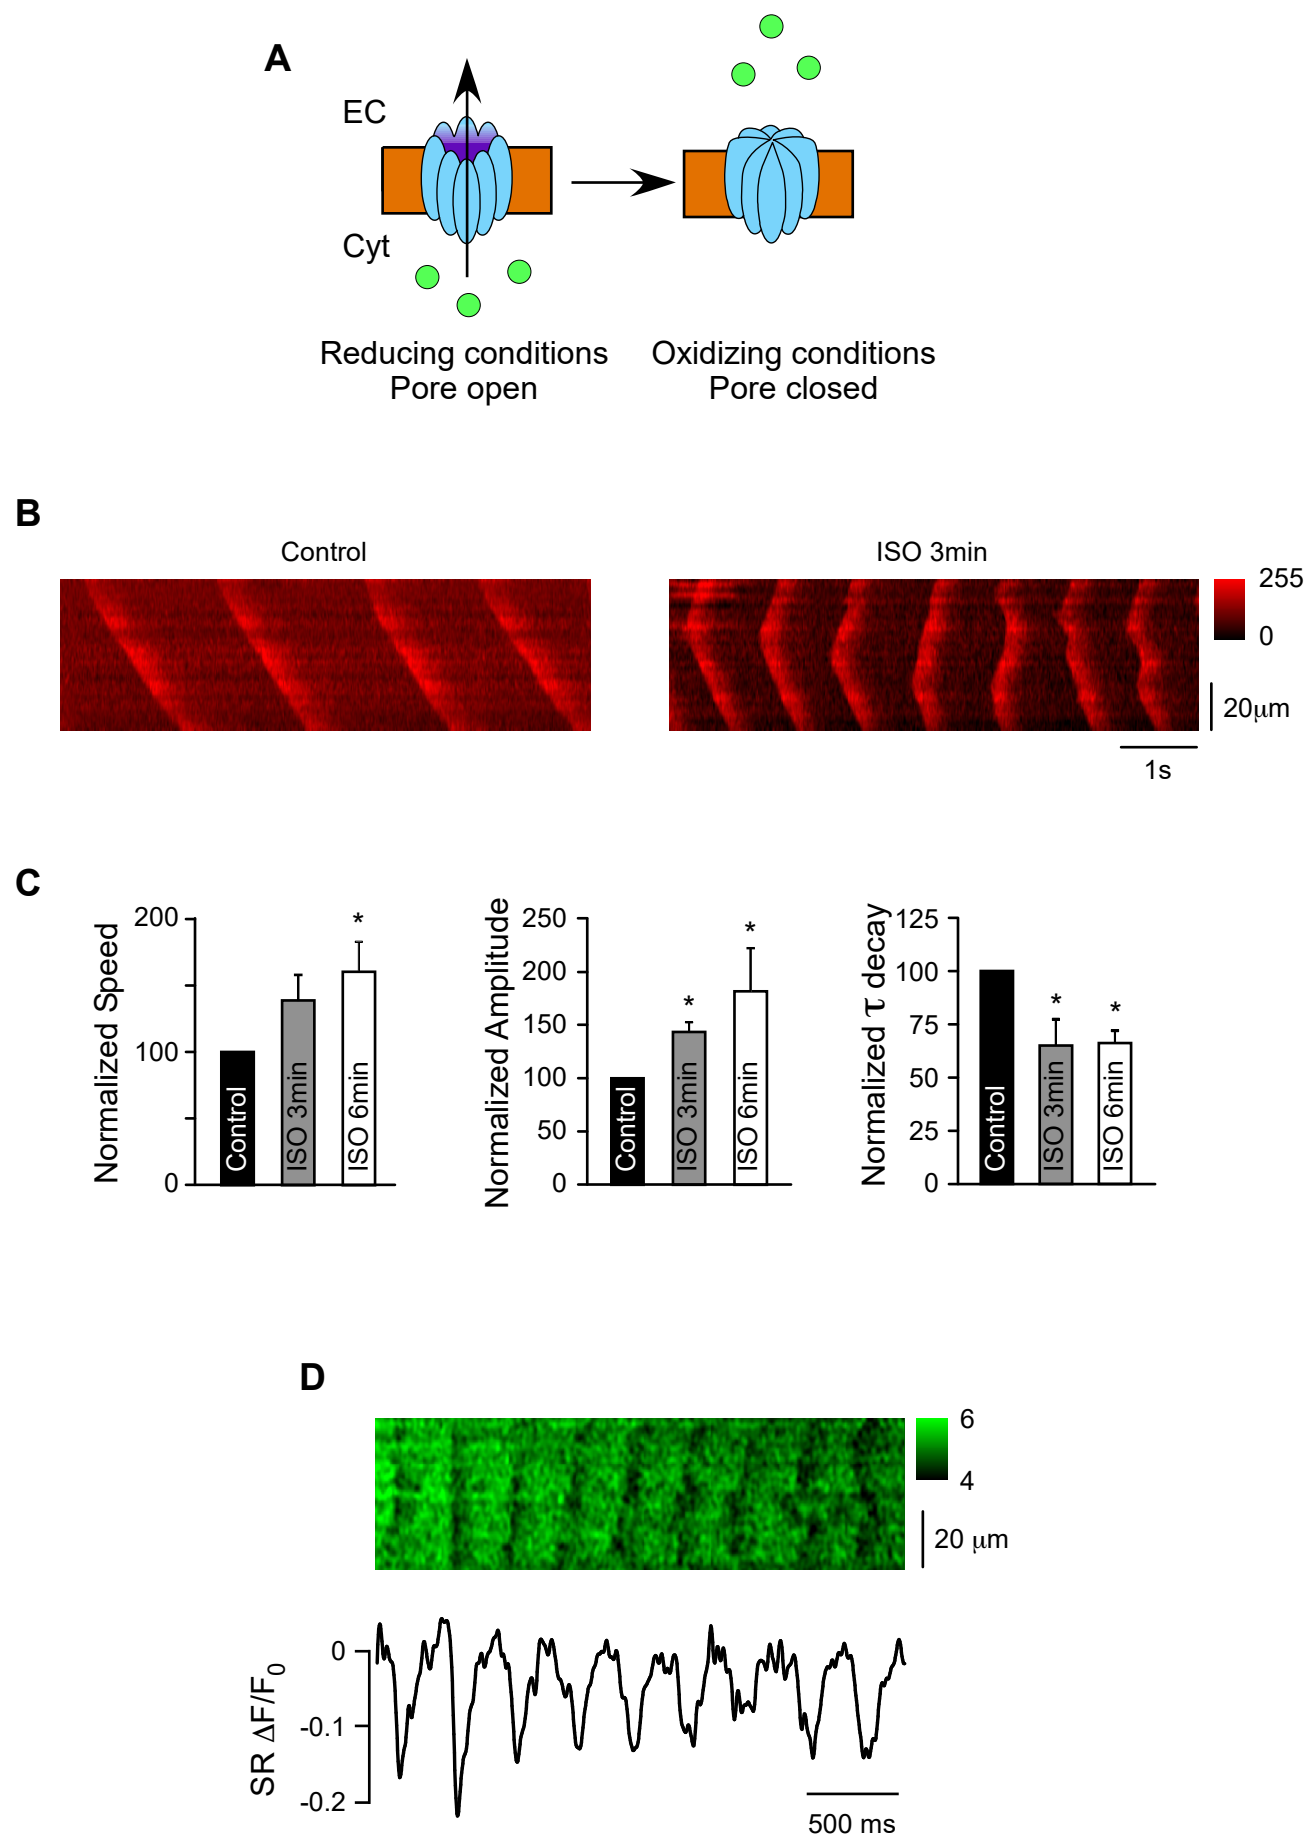 A
EC
Cyt
Reducing conditions
Pore open
Oxidizing conditions
Pore closed
B
Control
ISO 3min
255
0
20μm
1s
C
Normalized Speed
200
100
0
Control
ISO 3min
ISO 6min
*
Normalized Amplitude
250
200
150
100
50
0
Control
ISO 3min
ISO 6min
*
*
Normalized τ decay
125
100
75
50
25
0
Control
ISO 3min
ISO 6min
*
*
D
6
4
20 μm
SR ΔF/F0
0
-0.1
-0.2
500 ms